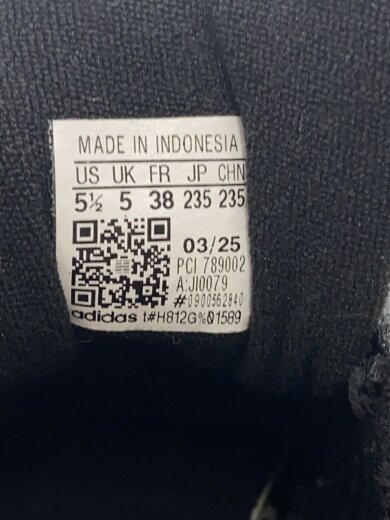 MADE IN INDONESIA
US UK FR JP CHN
5½ 5 38 235 235
03/25
PCI 789002
A:JI0079
#0900562840
adidas t#H812G%01589